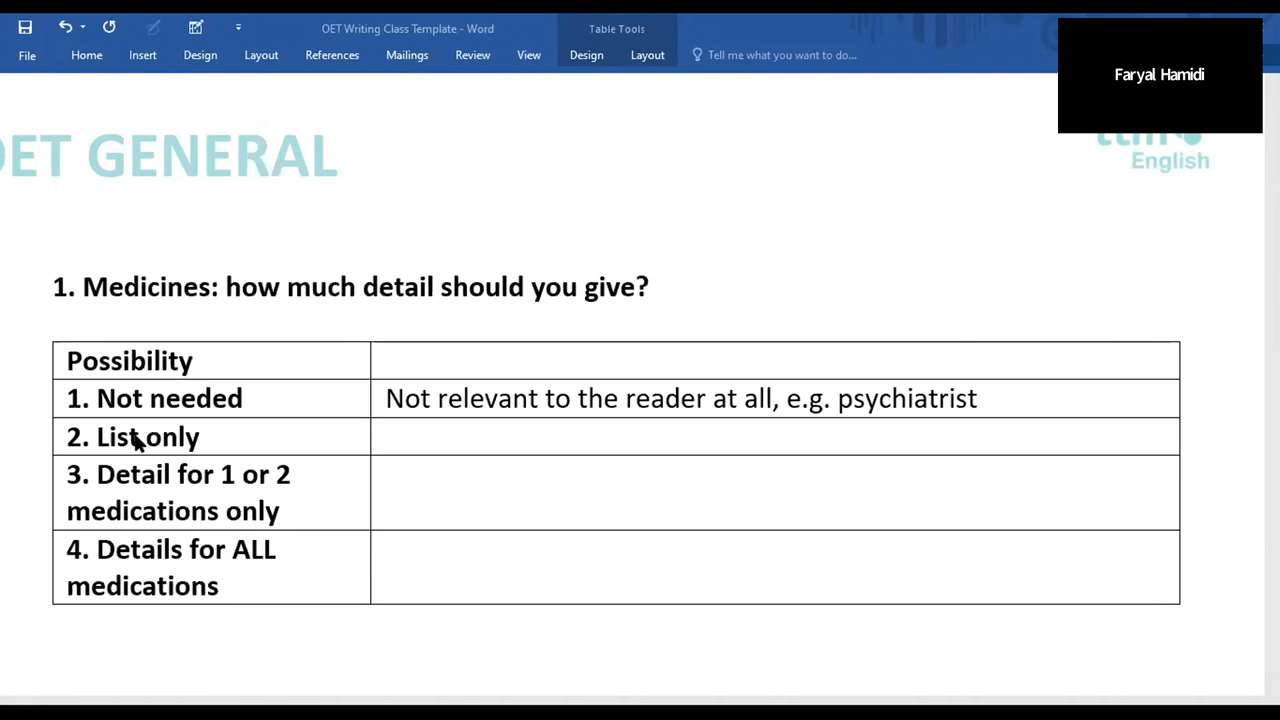 OET Writing Class Template - Word
Table Tools
File Home Insert Design Layout References Mailings Review View Design Layout Tell me what you want to do...
Faryal Hamidi
OET GENERAL
English
1. Medicines: how much detail should you give?
Possibility
1. Not needed
Not relevant to the reader at all, e.g. psychiatrist
2. List only
3. Detail for 1 or 2
medications only
4. Details for ALL
medications